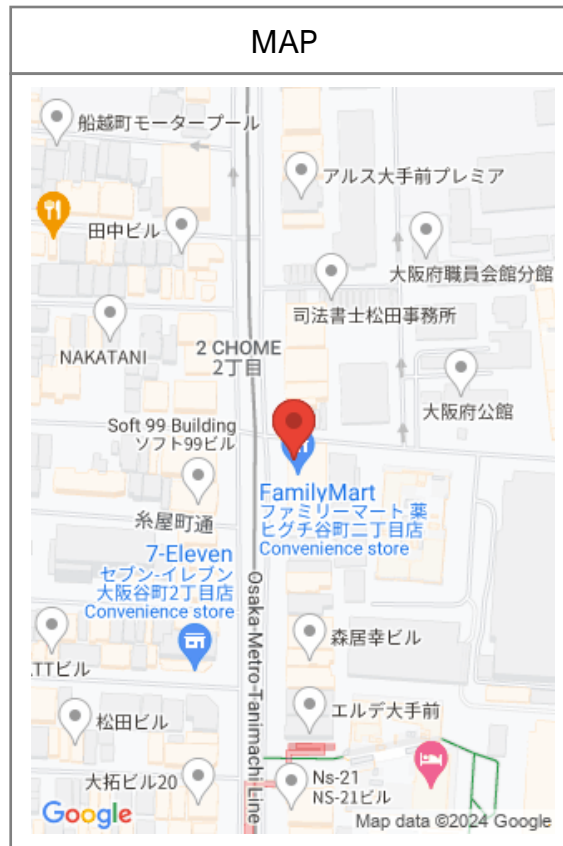 MAP
船越町モータープール
アルス大手前プレミア
田中ビル
大阪府職員会館分館
司法書士松田事務所
NAKATANI
2 CHOME
2丁目
大阪府公館
Soft 99 Building
ソフト99ビル
FamilyMart
ファミリーマート 薬
ヒグチ谷町二丁目店
Convenience store
糸屋町通
7-Eleven
セブン-イレブン
大阪谷町2丁目店
Convenience store
Osaka-Metro-Tanimachi-Line
森居幸ビル
TTビル
エルデ大手前
松田ビル
大拓ビル20
Ns-21
NS-21ビル
Google
Map data ©2024 Google